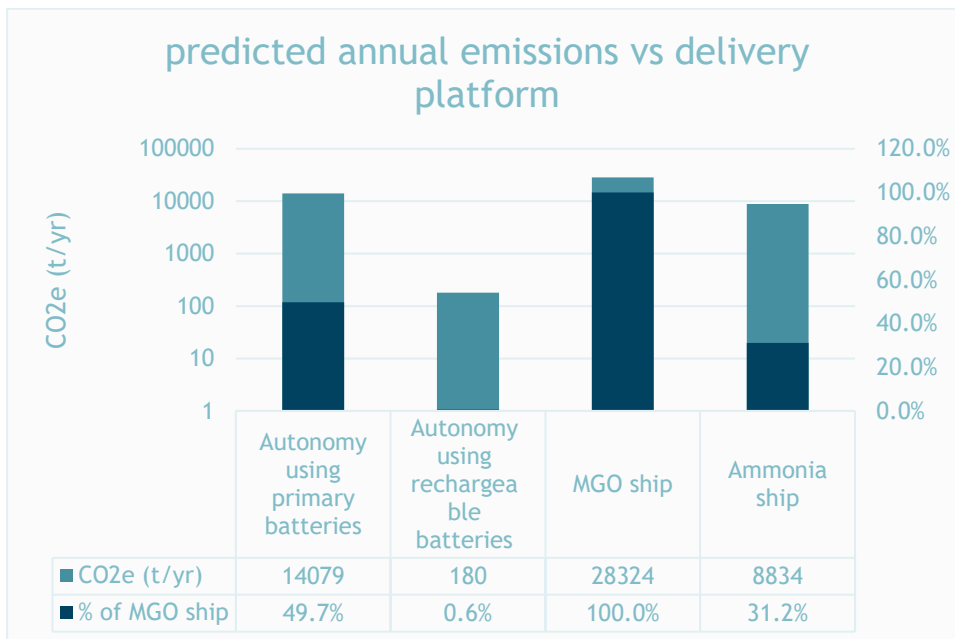 predicted annual emissions vs delivery
platform
CO2e (t/yr)
100000
10000
1000
100
10
1
120.0%
100.0%
80.0%
60.0%
40.0%
20.0%
0.0%
Autonomy
using
primary
batteries
Autonomy
using
rechargea
ble
batteries
MGO ship
Ammonia
ship
CO2e (t/yr) 14079 180 28324 8834
% of MGO ship 49.7% 0.6% 100.0% 31.2%